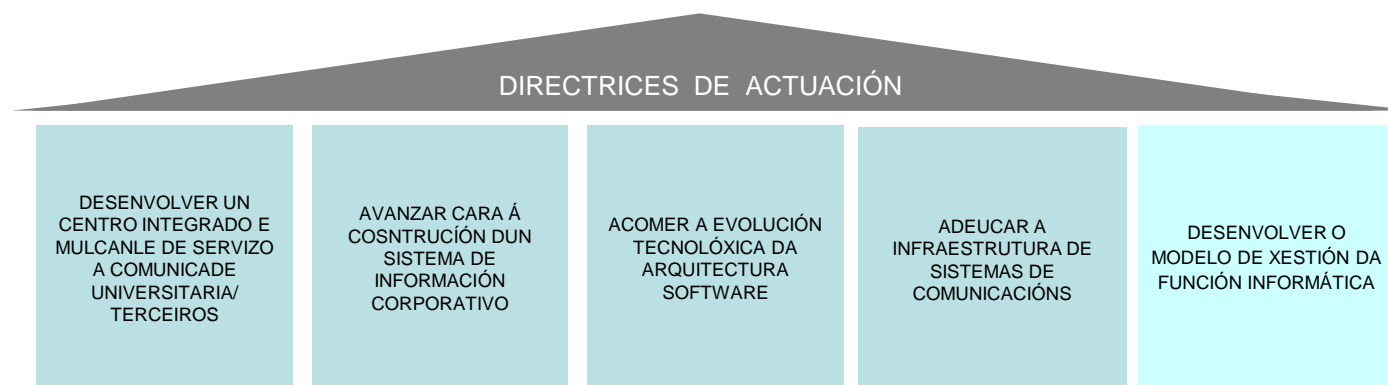 DIRECTRICES DE ACTUACIÓN
DESENVOLVER UN
CENTRO INTEGRADO E
MULCANLE DE SERVIZO
A COMUNICADE
UNIVERSITARIA/
TERCEIROS
AVANZAR CARA Á
COSNTRUCÍÓN DUN
SISTEMA DE
INFORMACIÓN
CORPORATIVO
ACOMER A EVOLUCIÓN
TECNOLÓXICA DA
ARQUITECTURA
SOFTWARE
ADEUCAR A
INFRAESTRUTURA DE
SISTEMAS DE
COMUNICACIÓNS
DESENVOLVER O
MODELO DE XESTIÓN DA
FUNCIÓN INFORMÁTICA